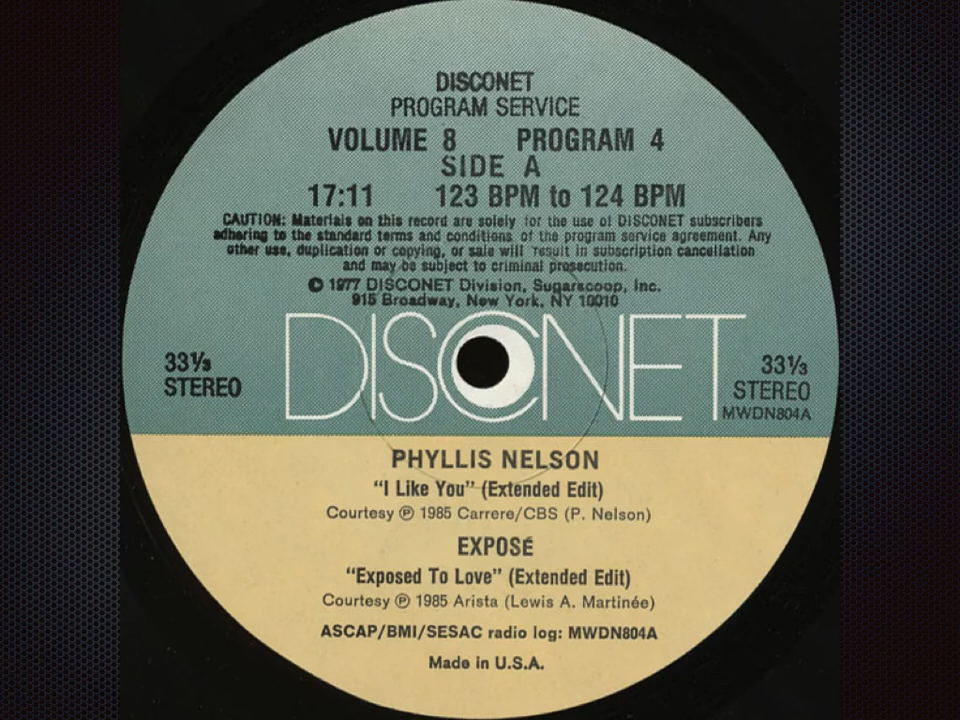 DISCONET
PROGRAM SERVICE
VOLUME 8 PROGRAM 4
SIDE A
17:11 123 BPM to 124 BPM
CAUTION: Materials on this record are solely for the use of DISCONET subscribers
adhering to the standard terms and conditions of the program service agreement. Any
other use, duplication or copying, or sale will result in subscription cancellation
and may be subject to criminal prosecution.
© 1977 DISCONET Division, Sugarscoop, Inc.
915 Broadway, New York, NY 10010
DISCONET
33⅓
STEREO
33⅓
STEREO
MWDN804A
PHYLLIS NELSON
“I Like You” (Extended Edit)
Courtesy ℗ 1985 Carrere/CBS (P. Nelson)
EXPOSÉ
“Exposed To Love” (Extended Edit)
Courtesy ℗ 1985 Arista (Lewis A. Martinée)
ASCAP/BMI/SESAC radio log: MWDN804A
Made in U.S.A.